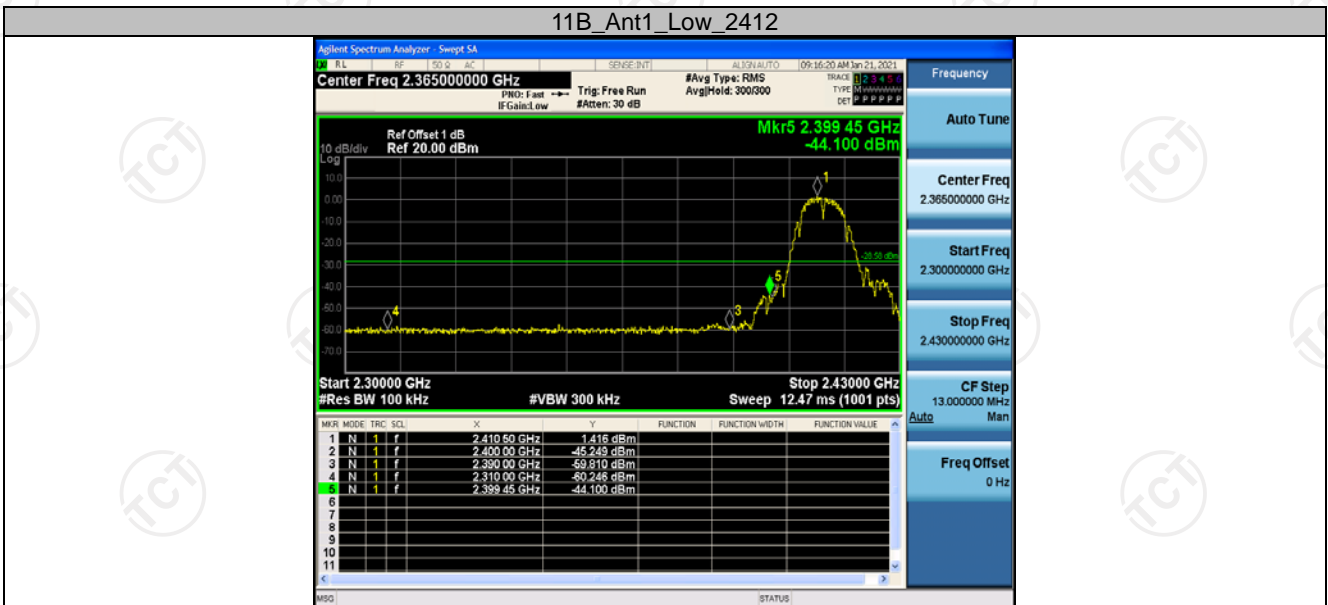 11B_Ant1_Low_2412
Agilent Spectrum Analyzer - Swept SA
RL RF 50 Ω AC SENSE:INT ALIGN AUTO 09:16:20 AM Jan 21, 2021
Center Freq 2.365000000 GHz
PNO: Fast
IFGain:Low
Trig: Free Run
#Atten: 30 dB
#Avg Type: RMS
Avg|Hold: 300/300
TRACE 1 2 3 4 5 6
TYPE M
DET P P P P P P
Frequency
Mkr5 2.399 45 GHz
-44.100 dBm
Ref Offset 1 dB
10 dB/div Ref 20.00 dBm
Log
10.0
0.00
-10.0
-20.0
-30.0
-40.0
-50.0
-60.0
-70.0
1
5
3
4
Start 2.30000 GHz Stop 2.43000 GHz
#Res BW 100 kHz #VBW 300 kHz Sweep 12.47 ms (1001 pts)
MKR MODE TRC SCL X Y FUNCTION FUNCTION WIDTH FUNCTION VALUE
1 N 1 f 2.410 50 GHz 1.416 dBm
2 N 1 f 2.400 00 GHz -45.249 dBm
3 N 1 f 2.390 00 GHz -59.810 dBm
4 N 1 f 2.310 00 GHz -60.246 dBm
5 N 1 f 2.399 45 GHz -44.100 dBm
6
7
8
9
10
11
MSG STATUS
Auto Tune
Center Freq
2.365000000 GHz
Start Freq
2.300000000 GHz
Stop Freq
2.430000000 GHz
CF Step
13.000000 MHz
Auto Man
Freq Offset
0 Hz
TCT
TCT
TCT
TCT